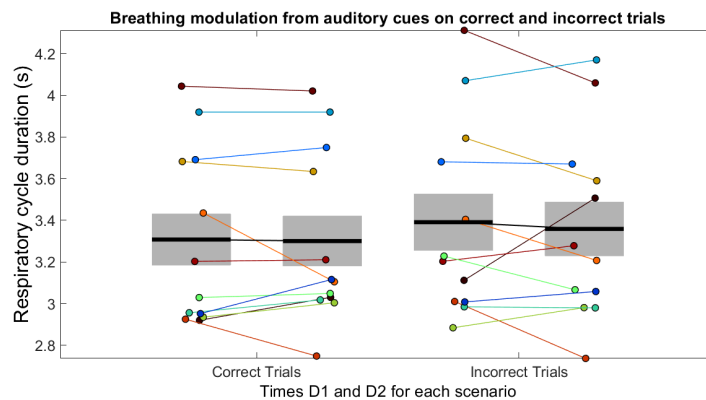 Breathing modulation from auditory cues on correct and incorrect trials
Respiratory cycle duration (s)
4.2
4
3.8
3.6
3.4
3.2
3
2.8
Correct Trials
Incorrect Trials
Times D1 and D2 for each scenario